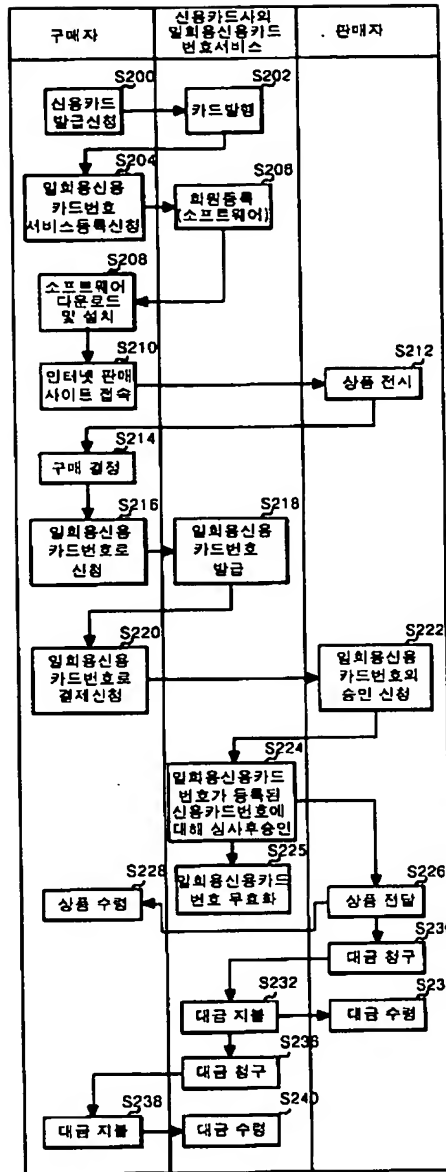 구매자
신용카드사의
일회용신용카드
번호서비스
판매자
S200
신용카드
발급신청
S202
카드발행
S204
일회용신용
카드번호
서비스등록신청
S208
회원등록
(소프트웨어)
S208
소프트웨어
다운로드
및 설치
S210
인터넷 판매
사이트 접속
S212
상품 전시
S214
구매 결정
S216
일회용신용
카드번호로
신청
S218
일회용신용
카드번호
발급
S220
일회용신용
카드번호로
결제신청
S222
일회용신용
카드번호의
승인 신청
S224
일회용신용카드
번호가 등록된
신용카드번호에
대해 심사후승인
S225
일회용신용카드
번호 무효화
S228
상품 수령
S226
상품 전달
대금 청구
S232
대금 지불
대금 수령
S236
대금 청구
S238
대금 지불
S240
대금 수령